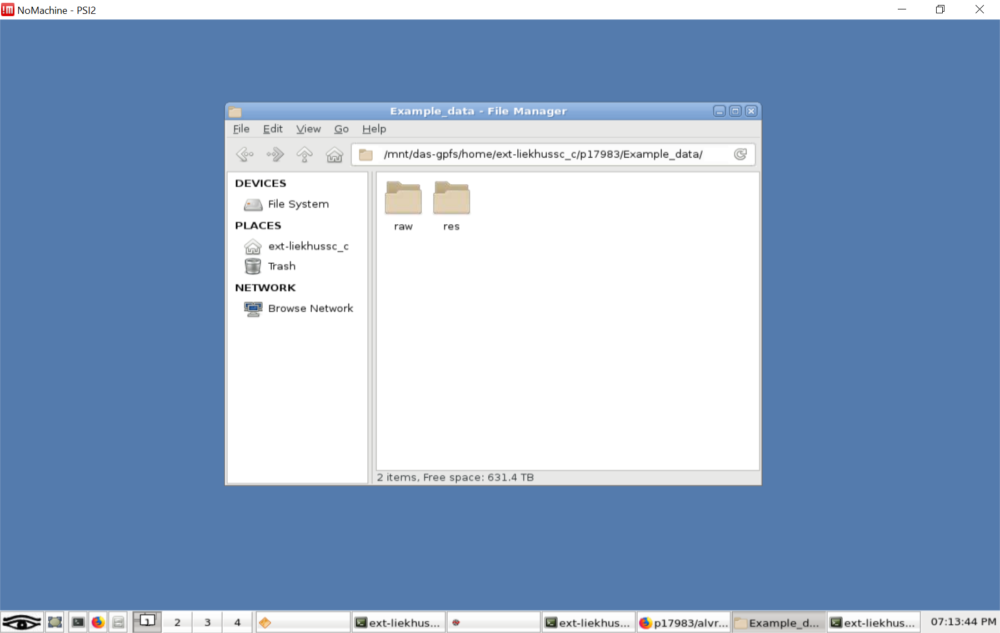 NoMachine - PSI2
Example_data - File Manager
File Edit View Go Help
/mnt/das-gpfs/home/ext-liekhussc_c/p17983/Example_data/
DEVICES
File System
PLACES
ext-liekhussc_c
Trash
NETWORK
Browse Network
raw res
2 items, Free space: 631.4 TB
1 2 3 4 ext-liekhus... ext-liekhus... p17983/alvr... Example_d... ext-liekhus... 07:13:44 PM